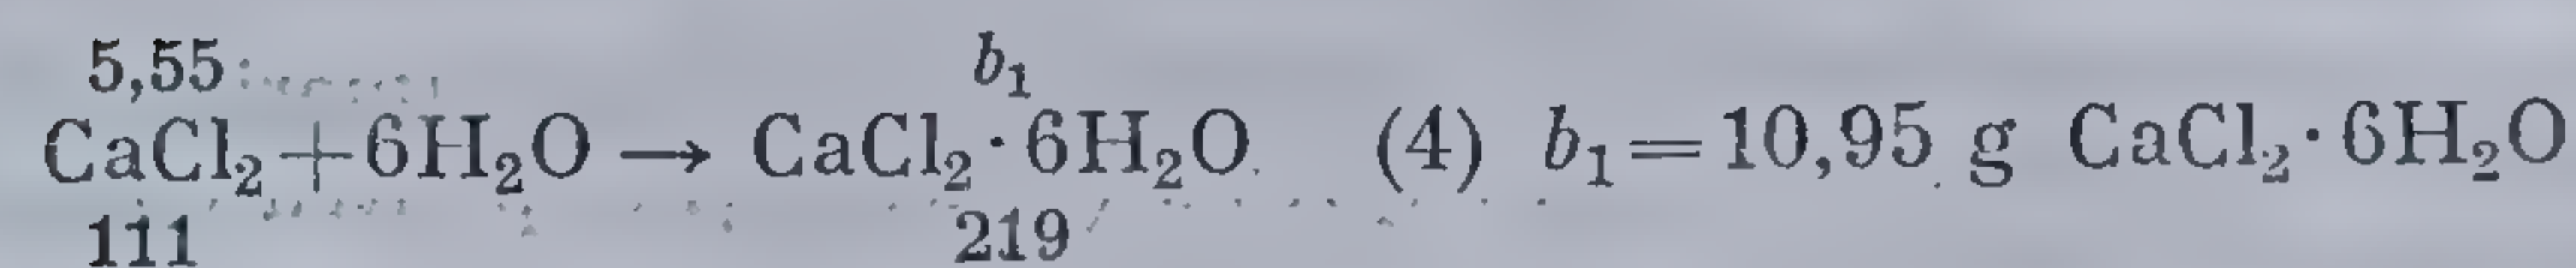 5,55 b₁
CaCl₂+6H₂O → CaCl₂·6H₂O (4) b₁=10,95 g CaCl₂·6H₂O
111 219